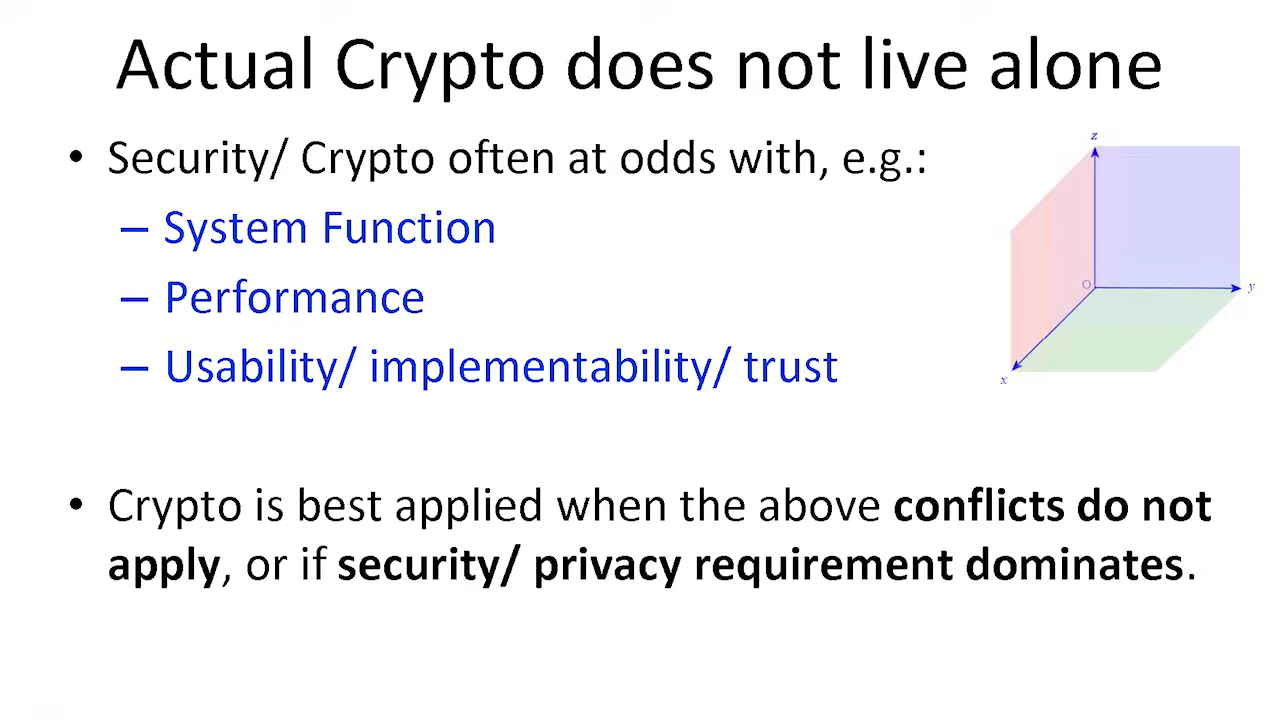 Actual Crypto does not live alone
• Security/ Crypto often at odds with, e.g.:
– System Function
– Performance
– Usability/ implementability/ trust
z
O
y
x
• Crypto is best applied when the above conflicts do not
apply, or if security/ privacy requirement dominates.